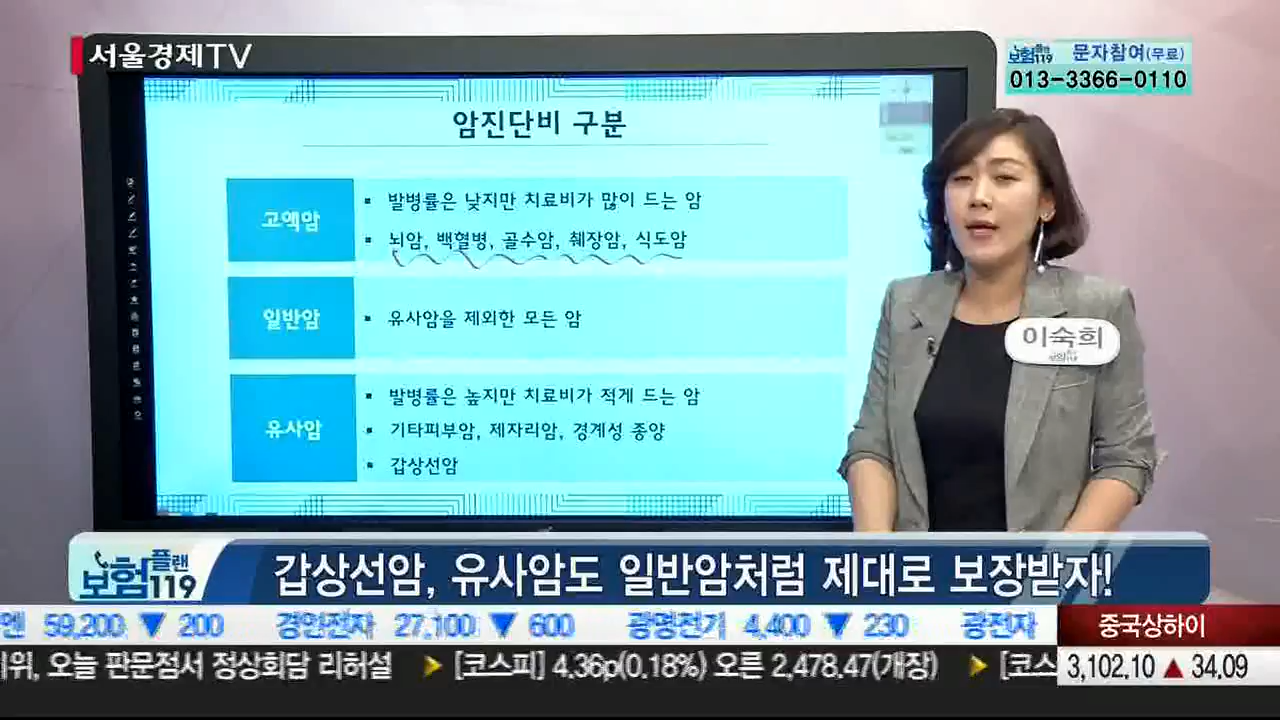 서울경제TV
보험플랜119 문자참여(무료)
013-3366-0110
암진단비 구분
고액암
▪ 발병률은 낮지만 치료비가 많이 드는 암
▪ 뇌암, 백혈병, 골수암, 췌장암, 식도암
일반암
▪ 유사암을 제외한 모든 암
유사암
▪ 발병률은 높지만 치료비가 적게 드는 암
▪ 기타피부암, 제자리암, 경계성 종양
▪ 갑상선암
이숙희
보험플랜119 갑상선암, 유사암도 일반암처럼 제대로 보장받자!
엔 59,200 ▼ 200 경인전자 27,100 ▼ 600 광명전기 4,400 ▼ 230 광전자 중국상하이
위, 오늘 판문점서 정상회담 리허설 [코스피] 4.36p(0.18%) 오른 2,478.47(개장) [코스 3,102.10 ▲ 34.09